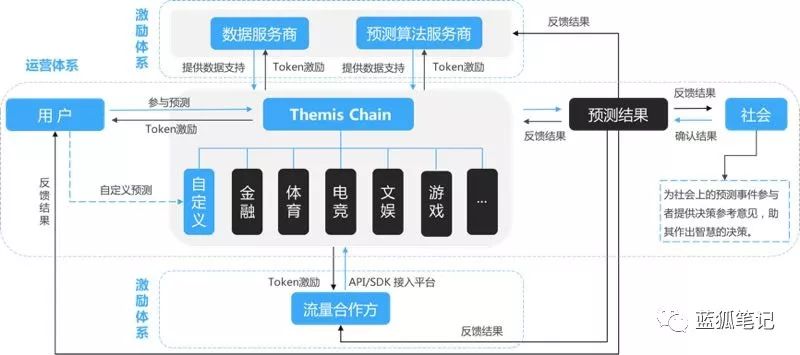 激励体系
数据服务商
预测算法服务商
反馈结果
提供数据支持
Token激励
提供数据支持
Token激励
运营体系
用户
参与预测
Token激励
Themis Chain
反馈结果
预测结果
反馈结果
确认结果
社会
反馈结果
自定义预测
自定义
金融
体育
电竞
文娱
游戏
...
为社会上的预测事件参与
者提供决策参考意见，助
其作出智慧的决策。
激励体系
Token激励
API/SDK 接入平台
流量合作方
反馈结果
蓝狐笔记